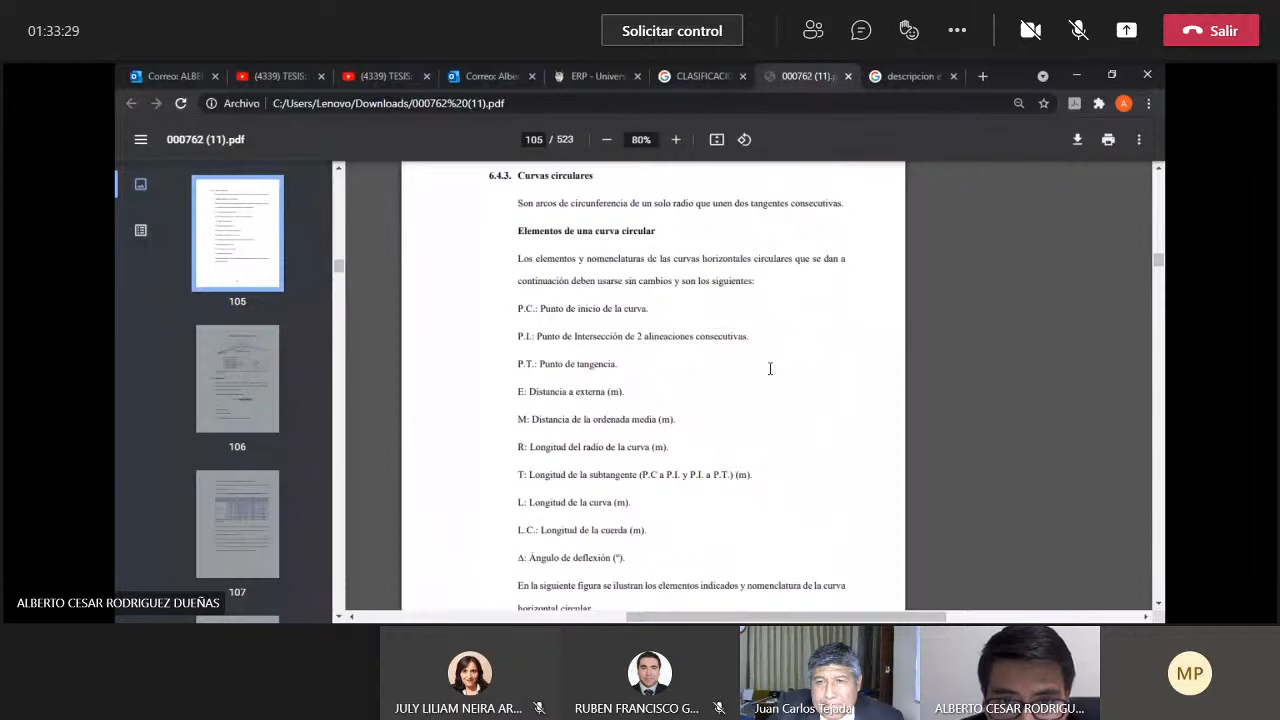 01:33:29
Solicitar control
Salir
Correo: ALBE
(4339) TESIS:
(4339) TESIS:
Correo: Alber
ERP - Univers
CLASIFICACI
000762 (11).p
descripcion e
Archivo
C:/Users/Lenovo/Downloads/000762%20(11).pdf
A
000762 (11).pdf
105 / 523
80%
6.4.3. Curvas circulares
Son arcos de circunferencia de un solo radio que unen dos tangentes consecutivas.
Elementos de una curva circular
Los elementos y nomenclaturas de las curvas horizontales circulares que se dan a
continuación deben usarse sin cambios y son los siguientes:
P.C.: Punto de inicio de la curva.
P.I.: Punto de Intersección de 2 alineaciones consecutivas.
P.T.: Punto de tangencia.
E: Distancia a externa (m).
M: Distancia de la ordenada media (m).
R: Longitud del radio de la curva (m).
T: Longitud de la subtangente (P.C a P.I. y P.I. a P.T.) (m).
L: Longitud de la curva (m).
L.C.: Longitud de la cuerda (m).
Δ: Ángulo de deflexión (º).
En la siguiente figura se ilustran los elementos indicados y nomenclatura de la curva
horizontal circular.
105
106
107
ALBERTO CESAR RODRIGUEZ DUEÑAS
JULY LILIAM NEIRA AR...
RUBEN FRANCISCO G...
Juan Carlos Tejada
ALBERTO CESAR RODRIGU...
MP